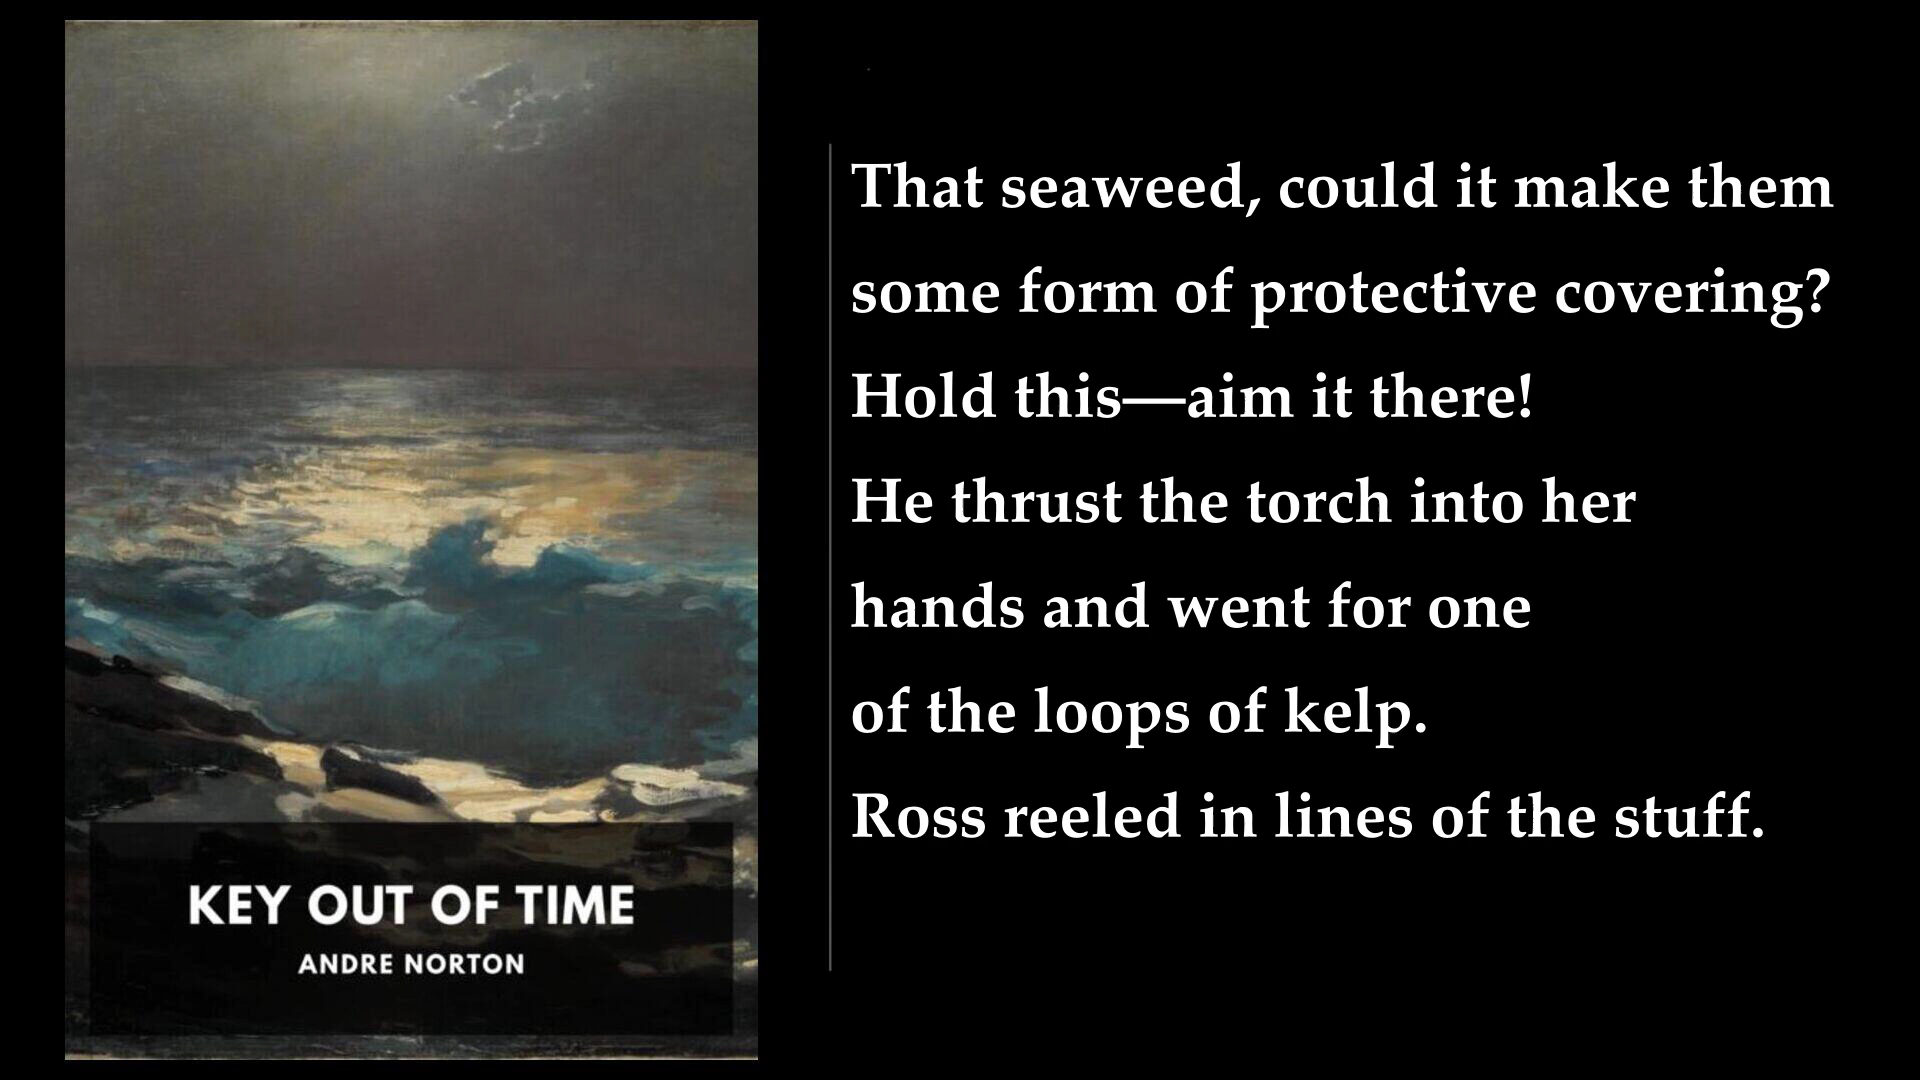 KEY OUT OF TIME
ANDRE NORTON
That seaweed, could it make them
some form of protective covering?
Hold this—aim it there!
He thrust the torch into her
hands and went for one
of the loops of kelp.
Ross reeled in lines of the stuff.